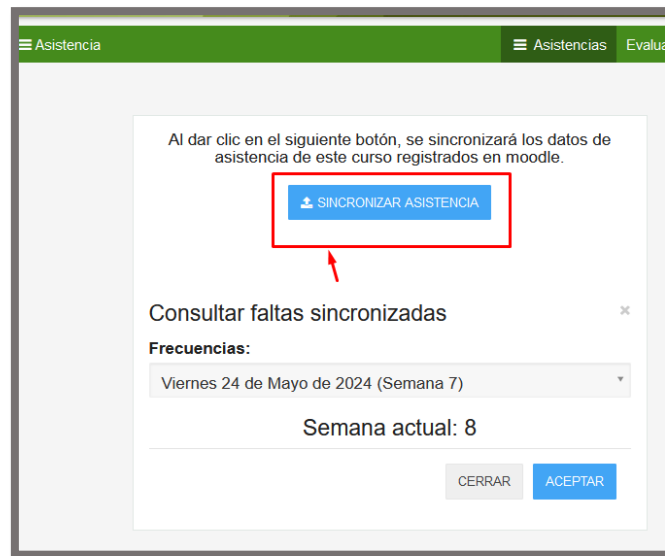 Asistencia
Asistencias
Al dar clic en el siguiente botón, se sincronizará los datos de
asistencia de este curso registrados en moodle.
SINCRONIZAR ASISTENCIA
Consultar faltas sincronizadas
Frecuencias:
Viernes 24 de Mayo de 2024 (Semana 7)
Semana actual: 8
CERRAR ACEPTAR